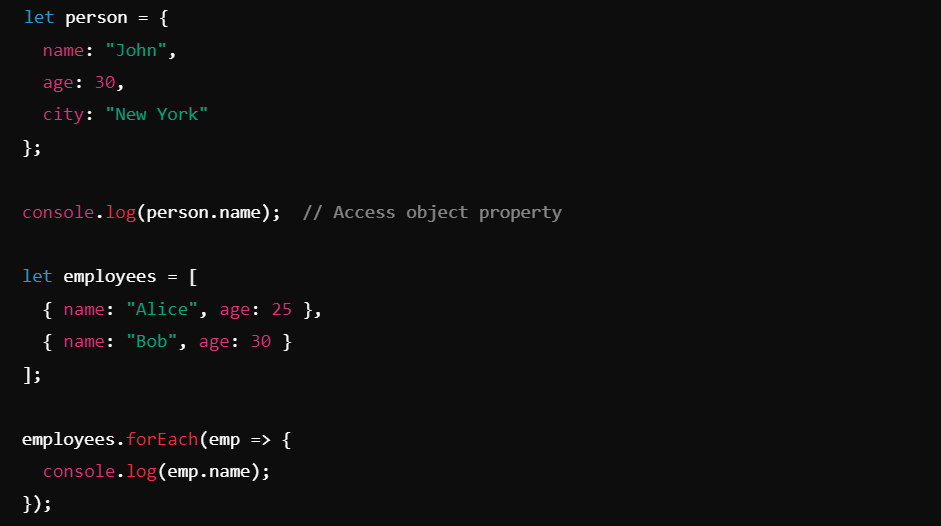 let person = {
  name: "John",
  age: 30,
  city: "New York"
};

console.log(person.name);  // Access object property

let employees = [
  { name: "Alice", age: 25 },
  { name: "Bob", age: 30 }
];

employees.forEach(emp => {
  console.log(emp.name);
});